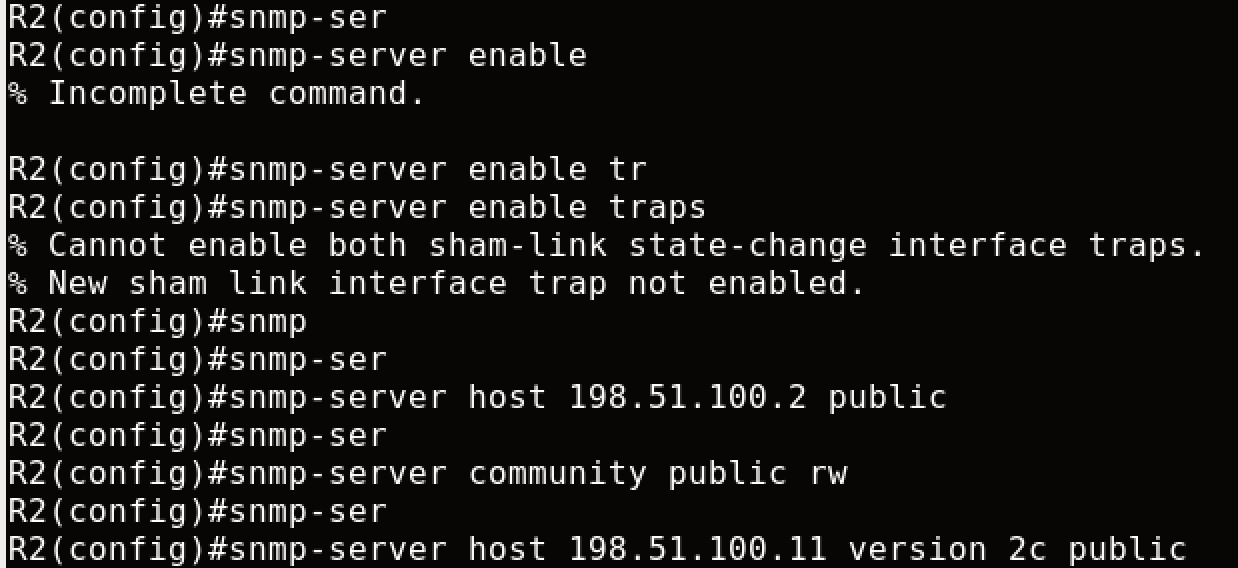 R2(config)#snmp-ser
R2(config)#snmp-server enable
% Incomplete command.
R2(config)#snmp-server enable tr
R2(config)#snmp-server enable traps
% Cannot enable both sham-link state-change interface traps.
% New sham link interface trap not enabled.
R2(config)#snmp
R2(config)#snmp-ser
R2(config)#snmp-server host 198.51.100.2 public
R2(config)#snmp-ser
R2(config)#snmp-server community public rw
R2(config)#snmp-ser
R2(config)#snmp-server host 198.51.100.11 version 2c public